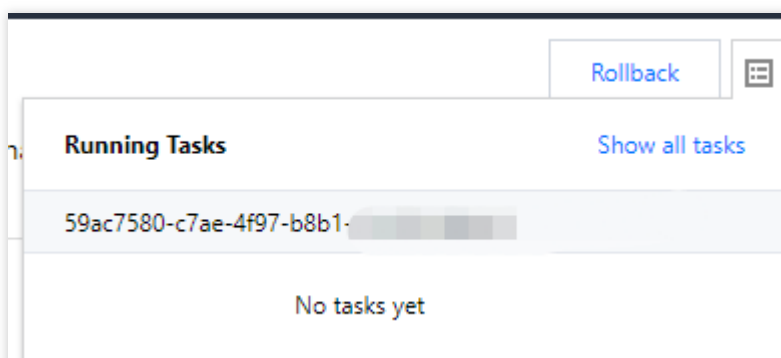 Rollback
Running Tasks
Show all tasks
59ac7580-c7ae-4f97-b8b1-
No tasks yet